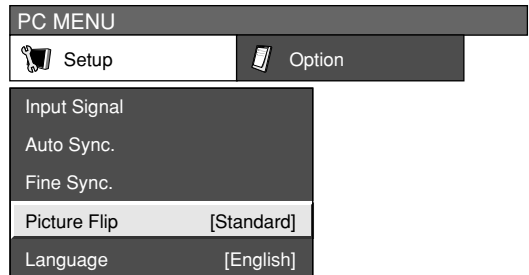 PC MENU
Setup Option
Input Signal
Auto Sync.
Fine Sync.
Picture Flip [Standard]
Language [English]